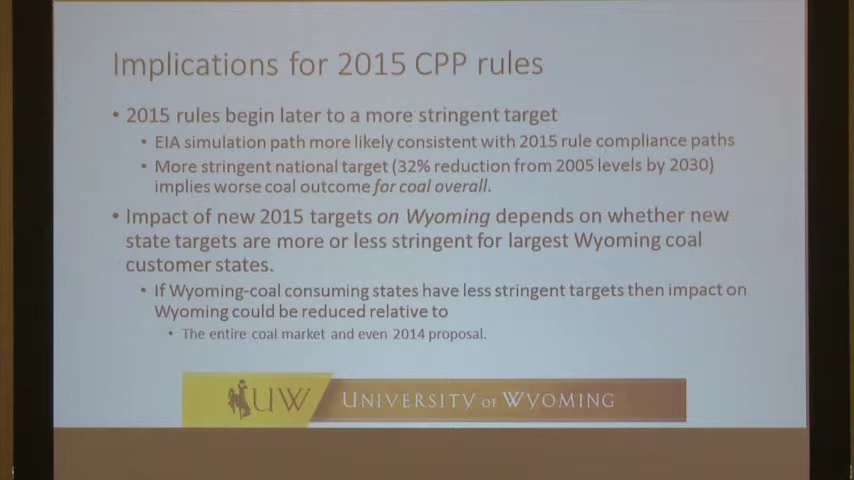 Implications for 2015 CPP rules
• 2015 rules begin later to a more stringent target
• EIA simulation path more likely consistent with 2015 rule compliance paths
• More stringent national target (32% reduction from 2005 levels by 2030)
implies worse coal outcome for coal overall.
• Impact of new 2015 targets on Wyoming depends on whether new
state targets are more or less stringent for largest Wyoming coal
customer states.
• If Wyoming-coal consuming states have less stringent targets then impact on
Wyoming could be reduced relative to
• The entire coal market and even 2014 proposal.
UW UNIVERSITY OF WYOMING